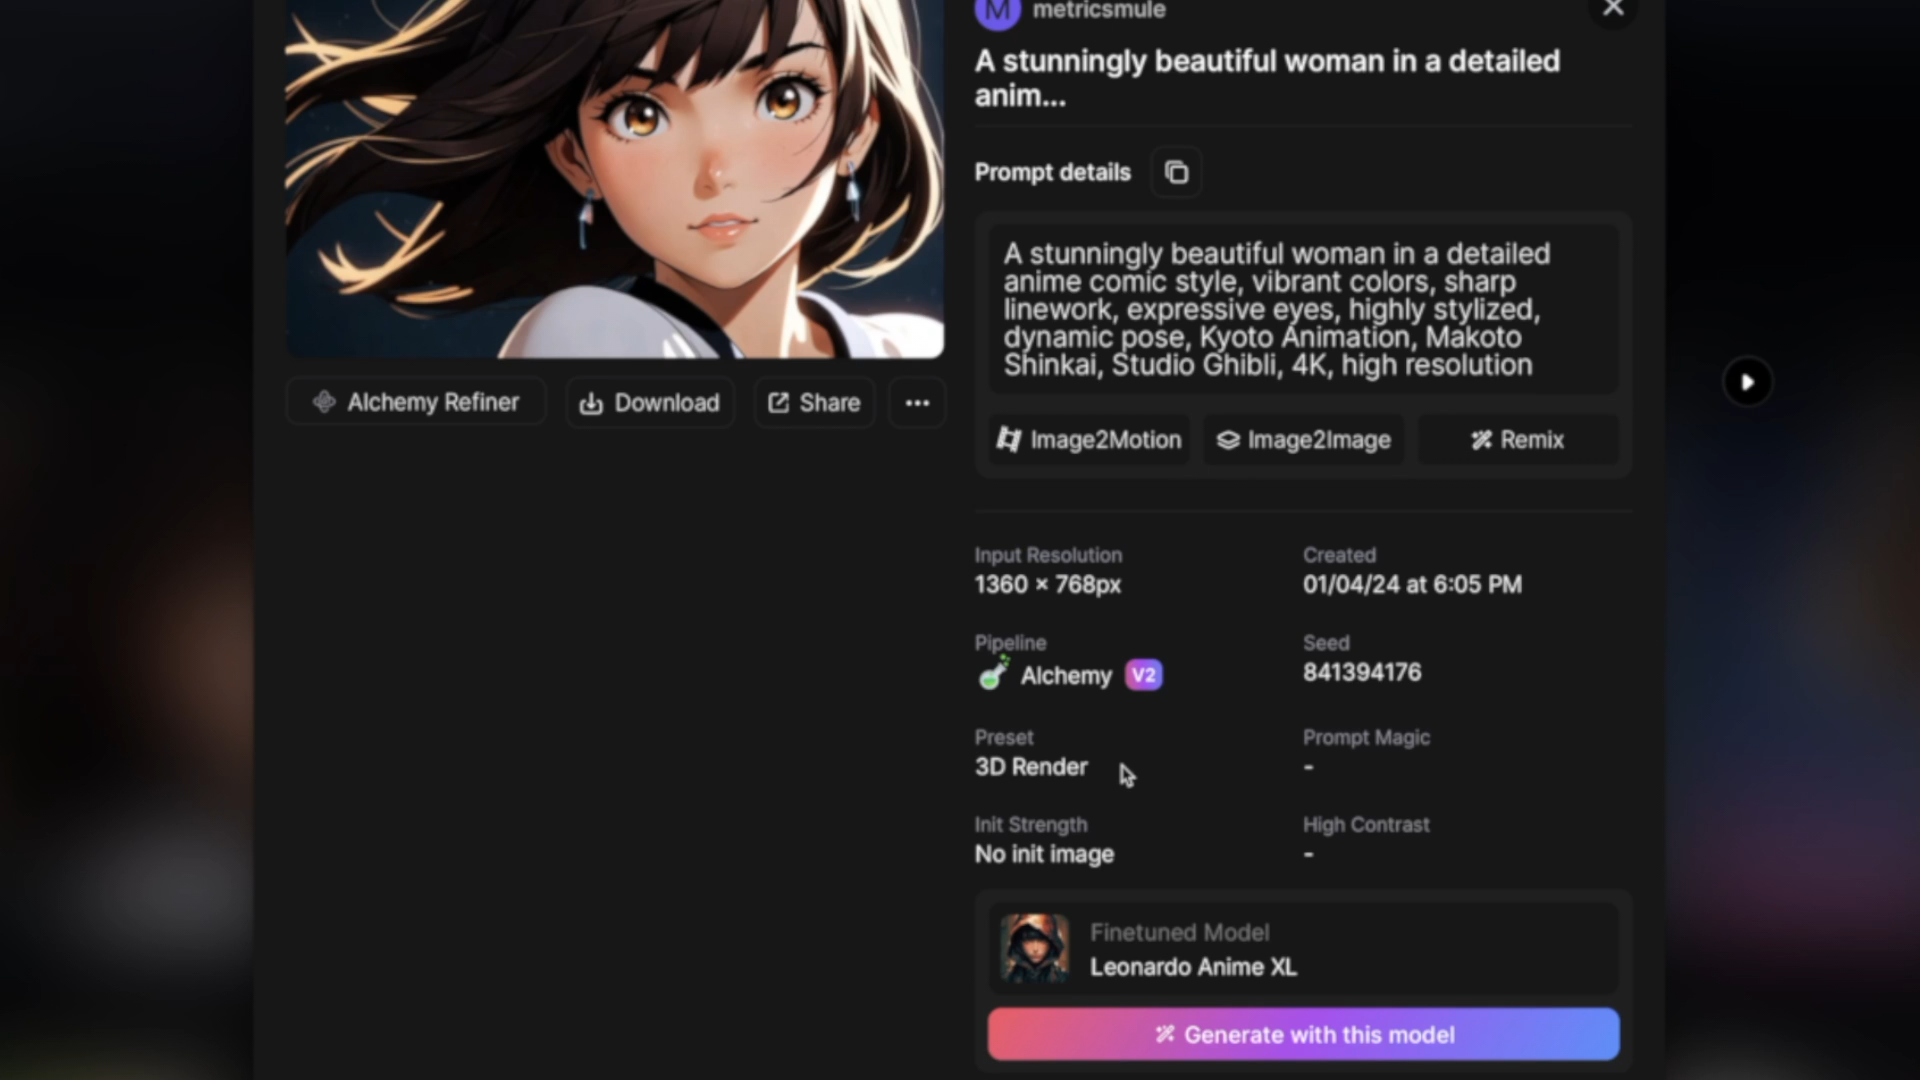 M metricsmule
A stunningly beautiful woman in a detailed
anim...
Prompt details
A stunningly beautiful woman in a detailed
anime comic style, vibrant colors, sharp
linework, expressive eyes, highly stylized,
dynamic pose, Kyoto Animation, Makoto
Shinkai, Studio Ghibli, 4K, high resolution
Alchemy Refiner Download Share
Image2Motion Image2Image Remix
Input Resolution Created
1360 × 768px 01/04/24 at 6:05 PM
Pipeline Seed
Alchemy V2 841394176
Preset Prompt Magic
3D Render -
Init Strength High Contrast
No init image -
Finetuned Model
Leonardo Anime XL
Generate with this model